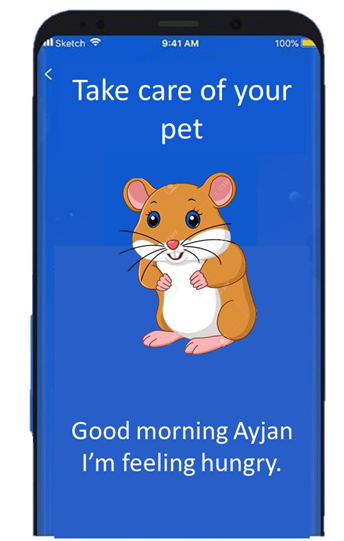 Sketch 9:41 AM 100%
Take care of your
pet
Good morning Ayjan
I'm feeling hungry.